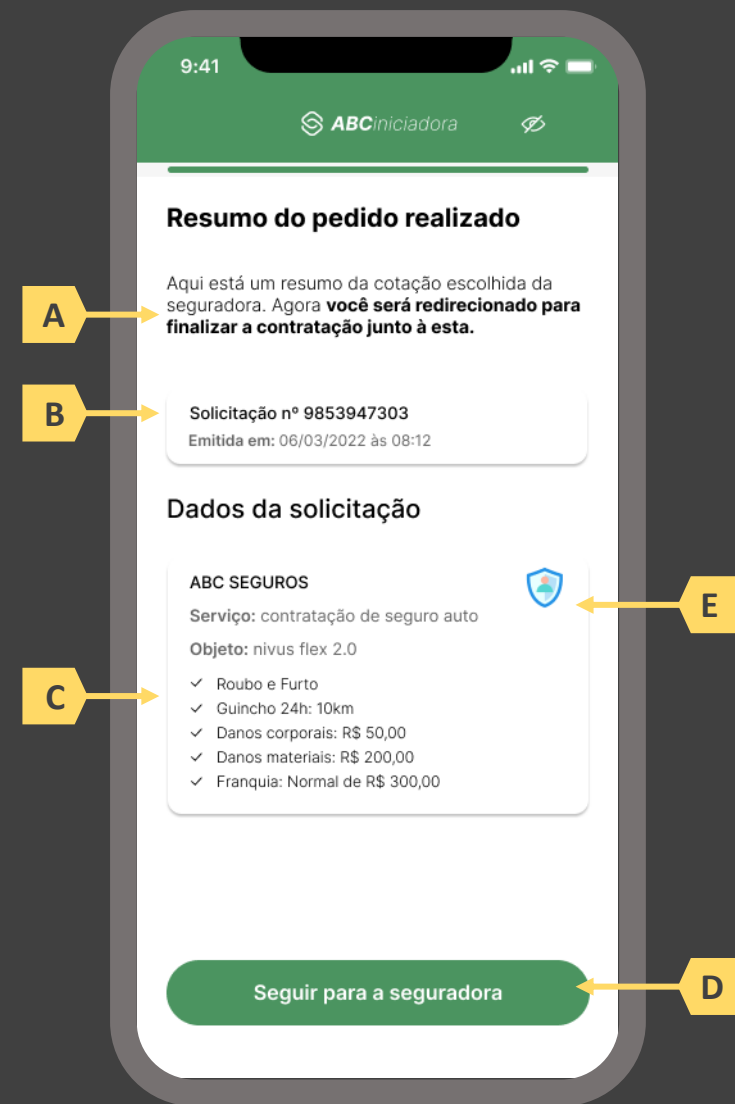 9:41
ABCiniciadora
Resumo do pedido realizado
Aqui está um resumo da cotação escolhida da
seguradora. Agora você será redirecionado para
finalizar a contratação junto à esta.
A
B
Solicitação nº 9853947303
Emitida em: 06/03/2022 às 08:12
Dados da solicitação
ABC SEGUROS
E
Serviço: contratação de seguro auto
Objeto: nivus flex 2.0
C
Roubo e Furto
Guincho 24h: 10km
Danos corporais: R$ 50,00
Danos materiais: R$ 200,00
Franquia: Normal de R$ 300,00
Seguir para a seguradora
D